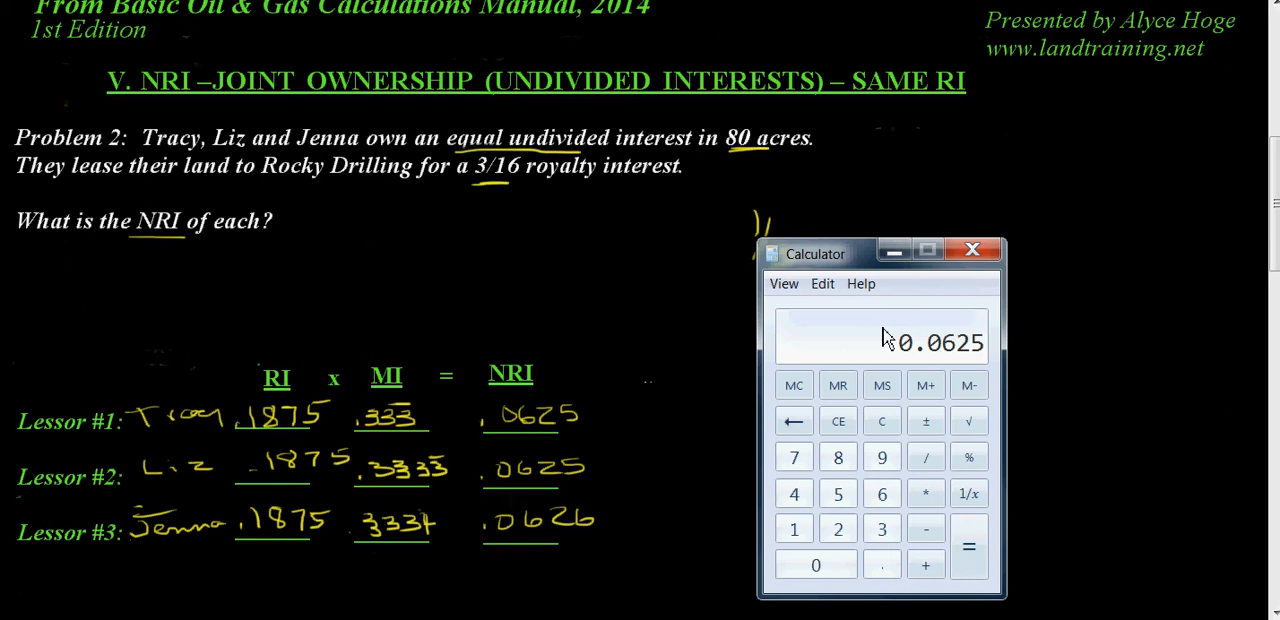 From Basic Oil & Gas Calculations Manual, 2014
1st Edition
Presented by Alyce Hoge
www.landtraining.net
V. NRI –JOINT OWNERSHIP (UNDIVIDED INTERESTS) – SAME RI
Problem 2: Tracy, Liz and Jenna own an equal undivided interest in 80 acres.
They lease their land to Rocky Drilling for a 3/16 royalty interest.
What is the NRI of each?
Calculator
View Edit Help
0.0625
MC MR MS M+ M-
← CE C ± √
7 8 9 / %
4 5 6 * 1/x
1 2 3 - =
0 . +
RI x MI = NRI
Lessor #1: Tracy .1875 .333 .0625
Lessor #2: Liz .1875 .3333 .0625
Lessor #3: Jenna .1875 .3334 .0626